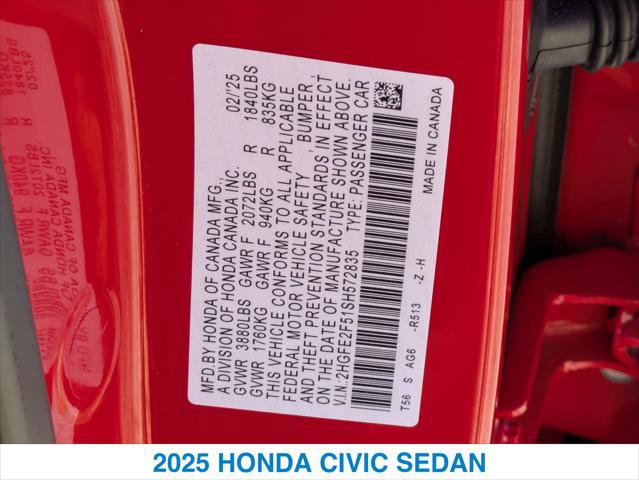 MFD.BY HONDA OF CANADA MFG., 02/'25
A DIVISION OF HONDA CANADA INC.
GVWR 3880LBS GAWR F 2072LBS R 1840LBS
GVWR 1760KG GAWR F 940KG R 835KG
THIS VEHICLE CONFORMS TO ALL APPLICABLE
FEDERAL MOTOR VEHICLE SAFETY , BUMPER ,
AND THEFT PREVENTION STANDARDS IN EFFECT
ON THE DATE OF MANUFACTURE SHOWN ABOVE.
V.I.N.:2HGFE2F51SH572835 TYPE: PASSENGER CAR
T56 S AG6 -R513 -Z -H MADE IN CANADA
2025 HONDA CIVIC SEDAN